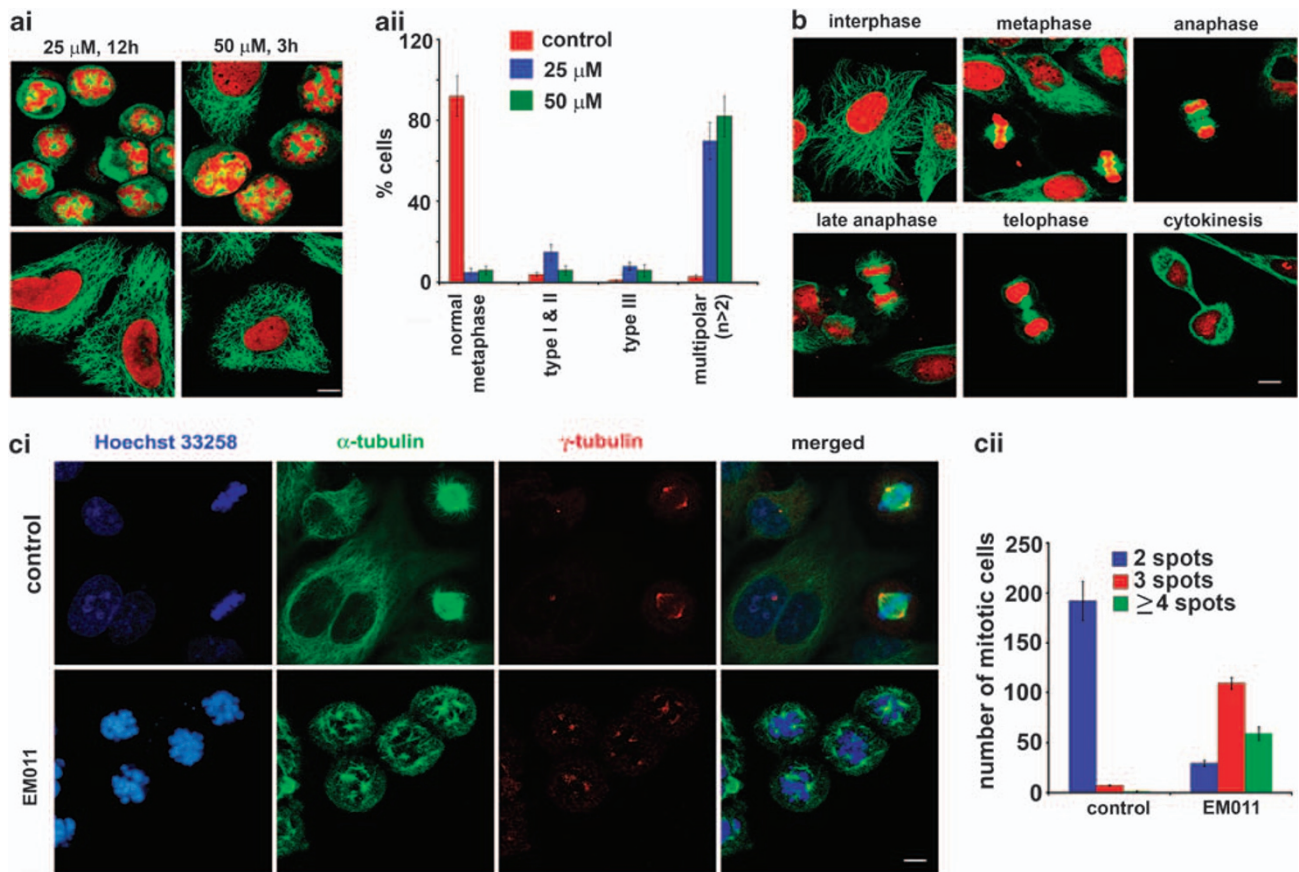 ai
25 μM, 12h
50 μM, 3h
aii
120
80
40
0
% cells
control
25 μM
50 μM
normal
metaphase
type I & II
type III
multipolar
(n>2)
b
interphase
metaphase
anaphase
late anaphase
telophase
cytokinesis
ci
Hoechst 33258
α-tubulin
γ-tubulin
merged
control
EM011
cii
250
200
150
100
50
0
number of mitotic cells
2 spots
3 spots
≥4 spots
control
EM011